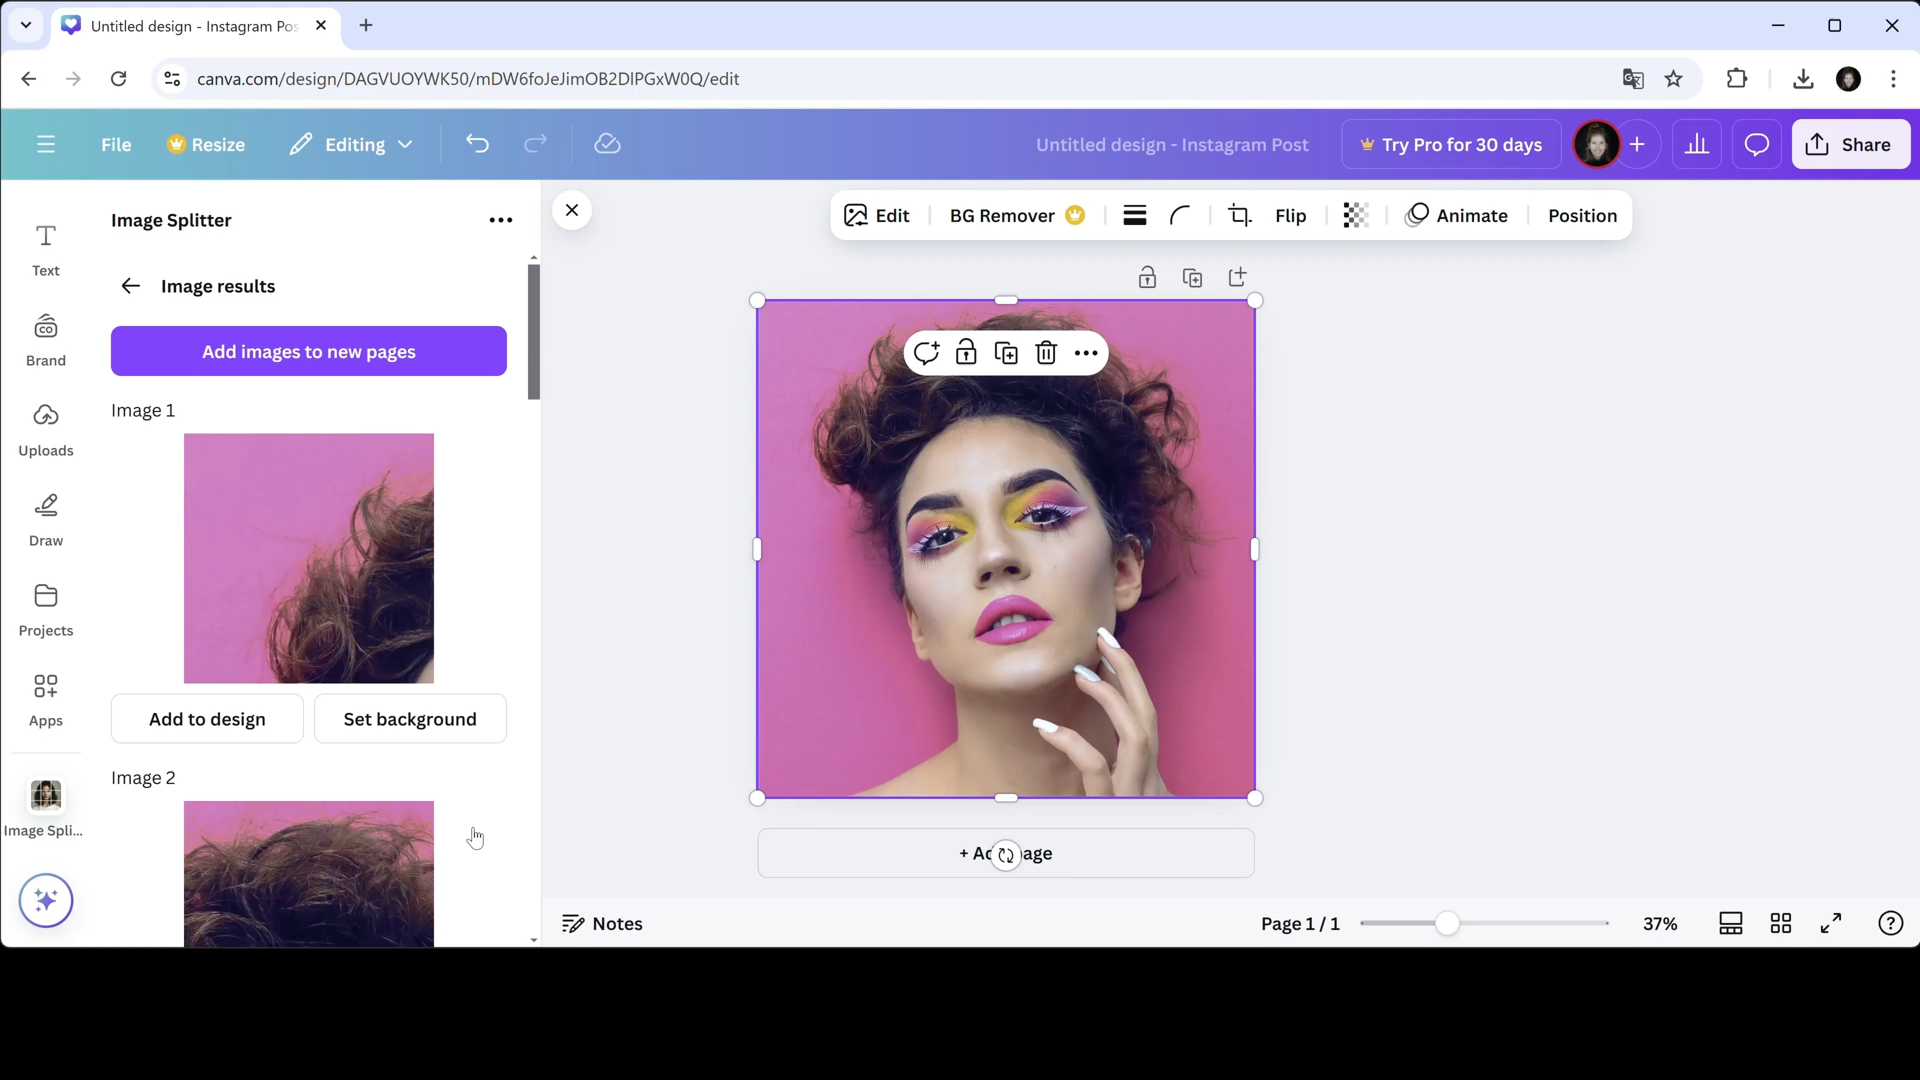 Untitled design - Instagram Pos
canva.com/design/DAGVUOYWK50/mDW6foJeJimOB2DlPGxW0Q/edit
File
Resize
Editing
Untitled design - Instagram Post
Try Pro for 30 days
Share
Text
Brand
Uploads
Draw
Projects
Apps
Image Spli...
Image Splitter
Image results
Add images to new pages
Image 1
Add to design
Set background
Image 2
Edit
BG Remover
Flip
Animate
Position
+ Ad age
Notes
Page 1 / 1
37%